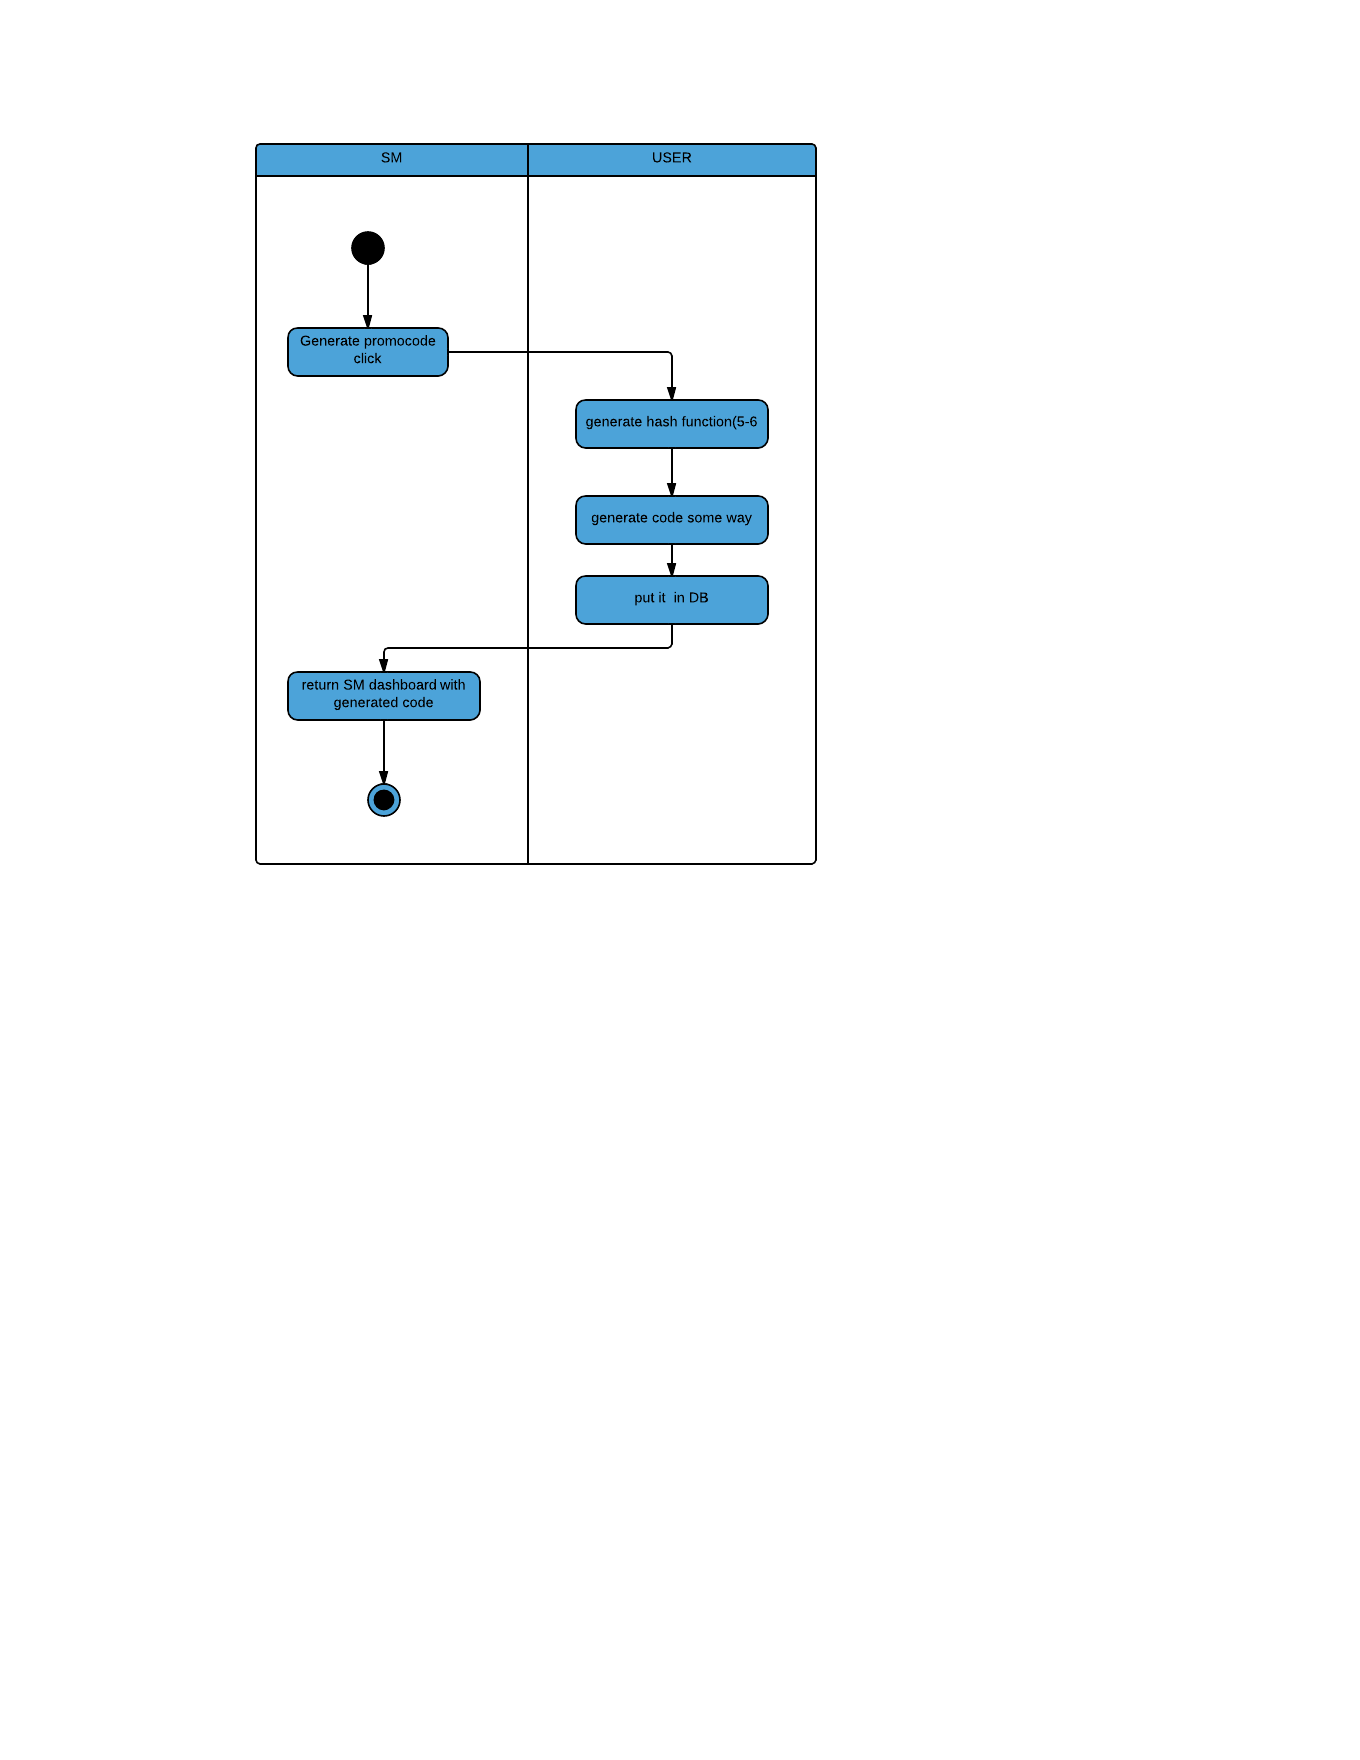 SM
USER
Generate promocode
click
generate hash function(5-6
generate code some way
put it  in DB
return SM dashboard with
generated code